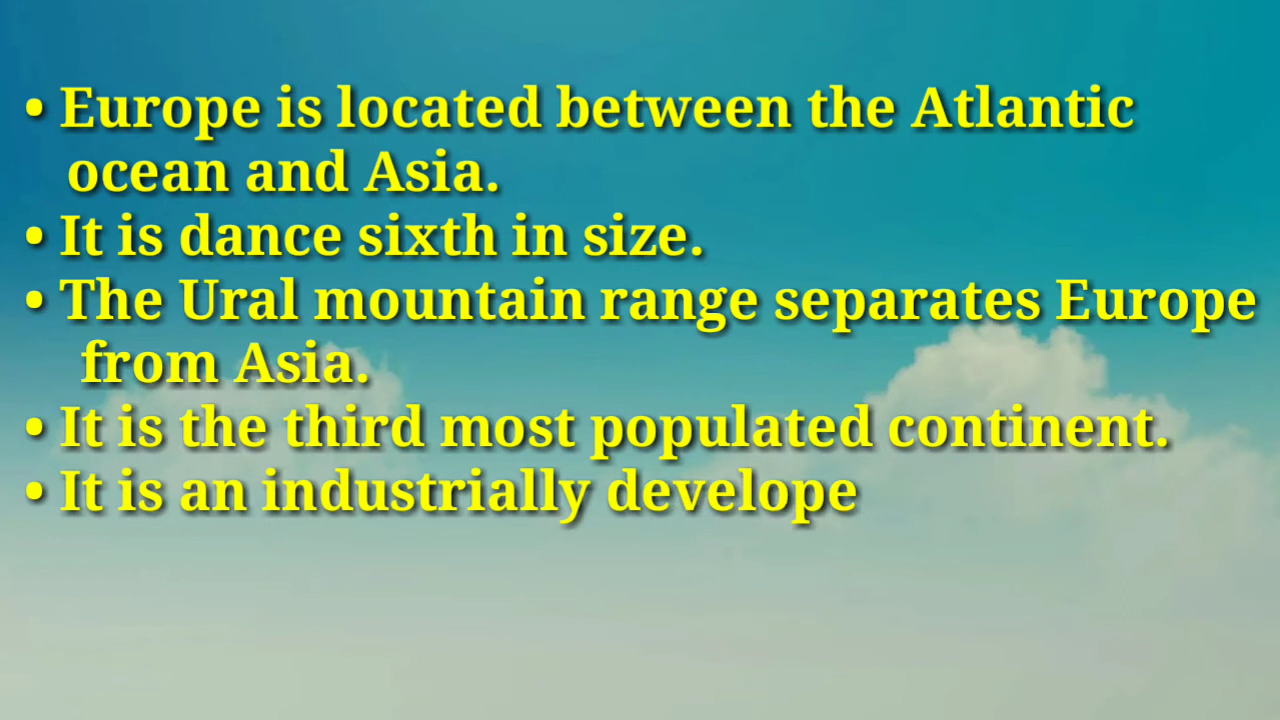 • Europe is located between the Atlantic
ocean and Asia.
• It is dance sixth in size.
• The Ural mountain range separates Europe
from Asia.
• It is the third most populated continent.
• It is an industrially develope